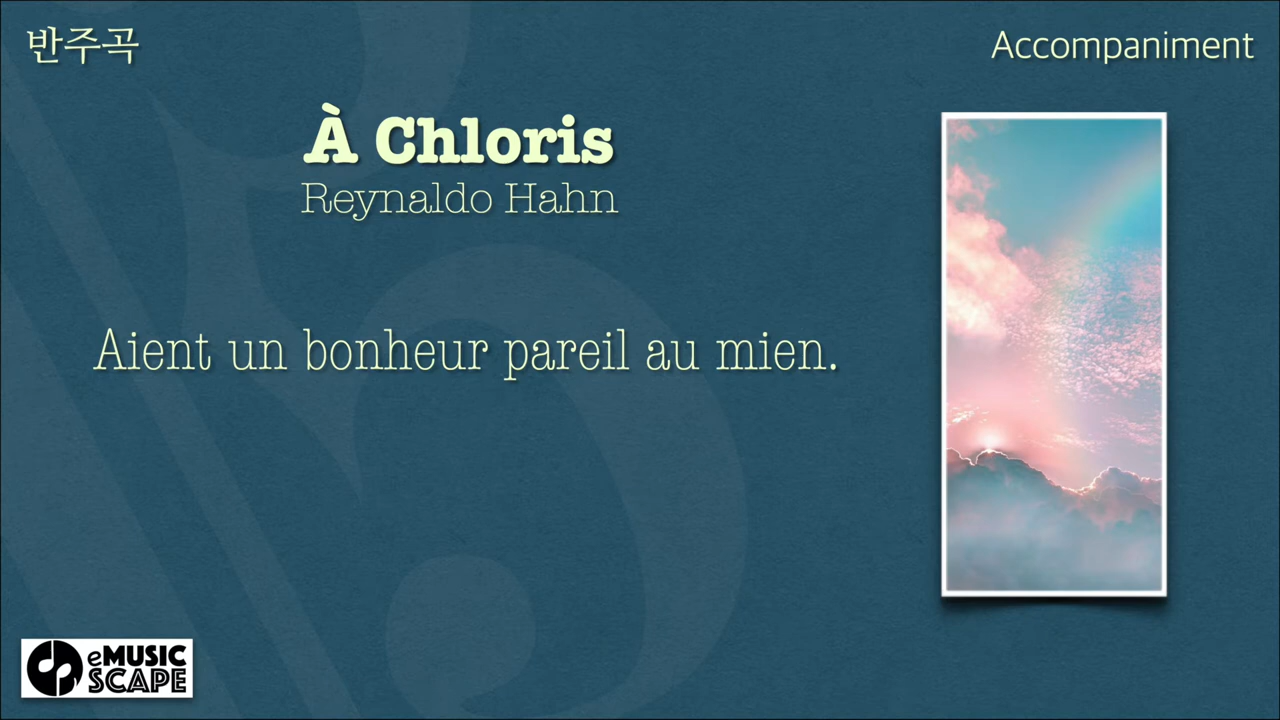 반주곡
Accompaniment
À Chloris
Reynaldo Hahn
Aient un bonheur pareil au mien.
eMUSIC
SCAPE